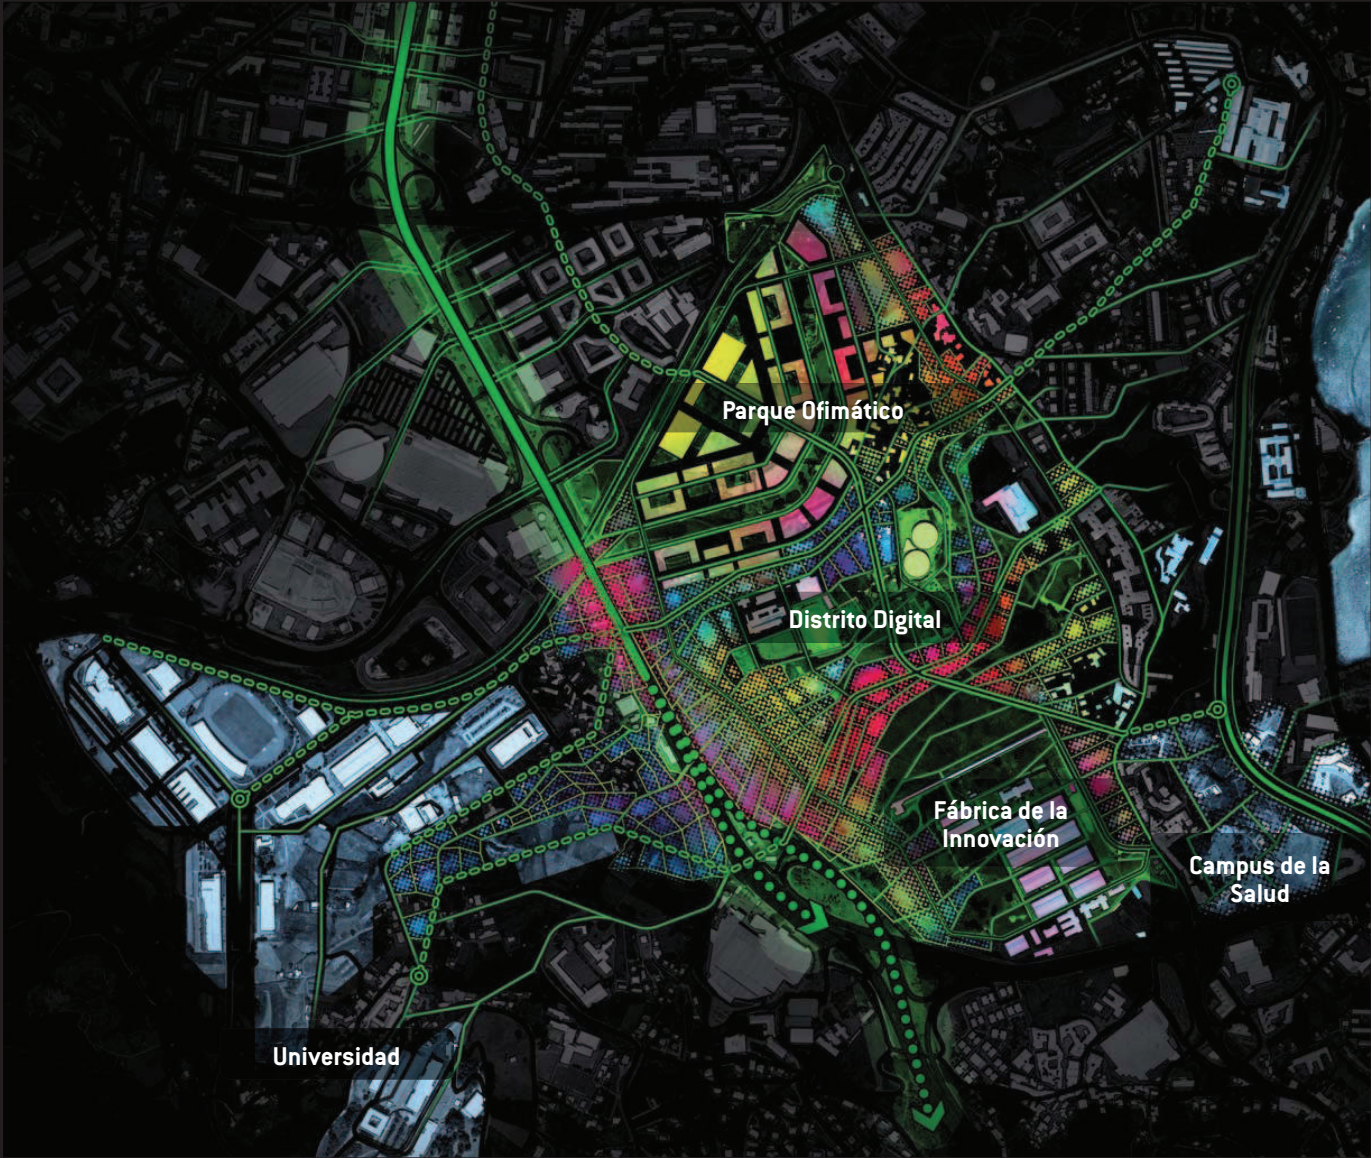 Parque Ofimático
Distrito Digital
Fábrica de la
Innovación
Campus de la
Salud
Universidad